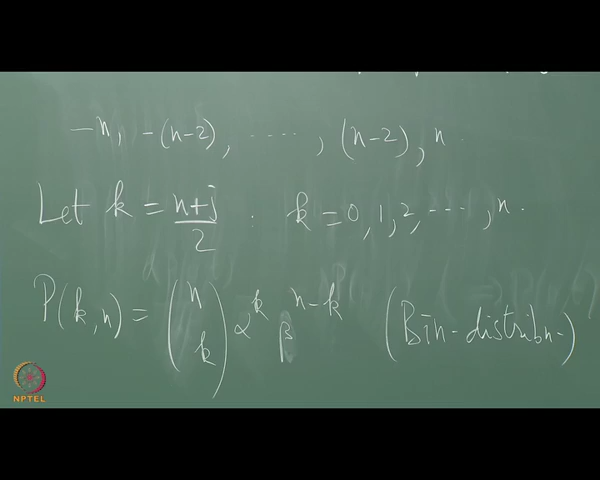 -n, -(n-2), ....., (n-2), n.
Let k = (n+j)/2. k = 0, 1, 2, ..., n.
P(k, n) = (n k) α^k β^(n-k) (Bin. distribn.)
NPTEL